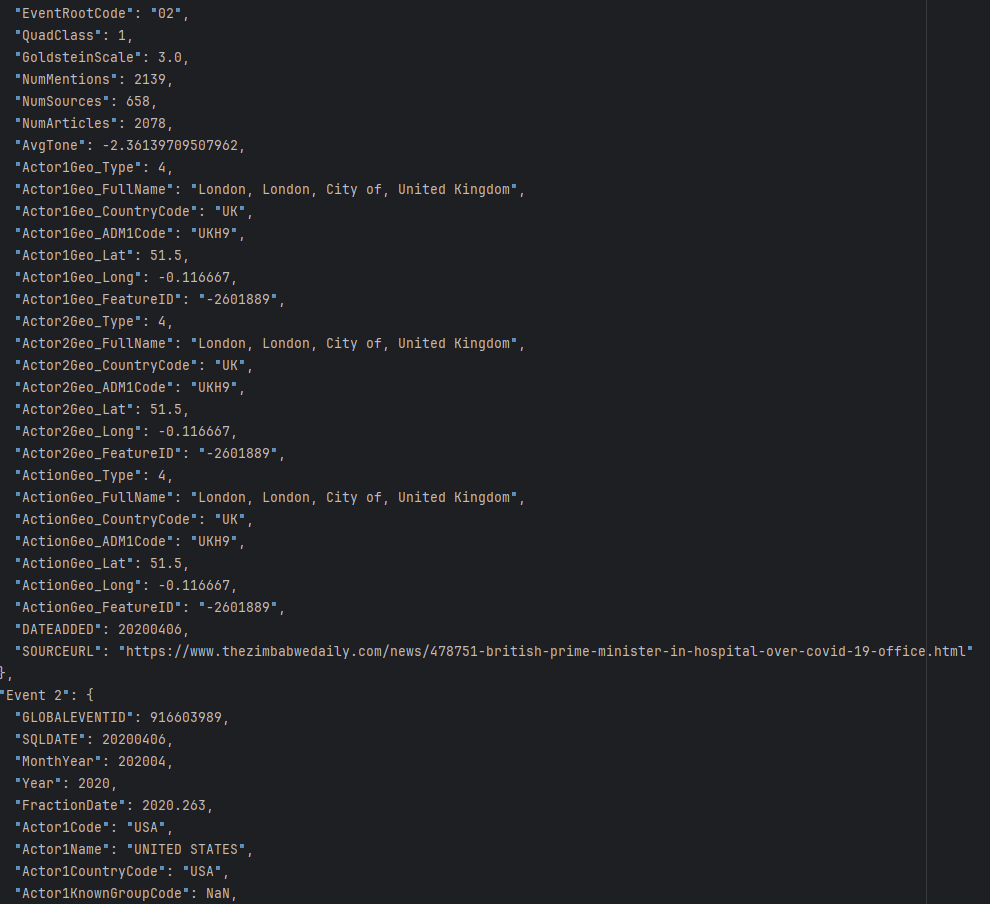 "EventRootCode": "02",
"QuadClass": 1,
"GoldsteinScale": 3.0,
"NumMentions": 2139,
"NumSources": 658,
"NumArticles": 2078,
"AvgTone": -2.36139709507962,
"Actor1Geo_Type": 4,
"Actor1Geo_FullName": "London, London, City of, United Kingdom",
"Actor1Geo_CountryCode": "UK",
"Actor1Geo_ADM1Code": "UKH9",
"Actor1Geo_Lat": 51.5,
"Actor1Geo_Long": -0.116667,
"Actor1Geo_FeatureID": "-2601889",
"Actor2Geo_Type": 4,
"Actor2Geo_FullName": "London, London, City of, United Kingdom",
"Actor2Geo_CountryCode": "UK",
"Actor2Geo_ADM1Code": "UKH9",
"Actor2Geo_Lat": 51.5,
"Actor2Geo_Long": -0.116667,
"Actor2Geo_FeatureID": "-2601889",
"ActionGeo_Type": 4,
"ActionGeo_FullName": "London, London, City of, United Kingdom",
"ActionGeo_CountryCode": "UK",
"ActionGeo_ADM1Code": "UKH9",
"ActionGeo_Lat": 51.5,
"ActionGeo_Long": -0.116667,
"ActionGeo_FeatureID": "-2601889",
"DATEADDED": 20200406,
"SOURCEURL": "https://www.thezimbabwedaily.com/news/478751-british-prime-minister-in-hospital-over-covid-19-office.html"
},
"Event 2": {
"GLOBALEVENTID": 916603989,
"SQLDATE": 20200406,
"MonthYear": 202004,
"Year": 2020,
"FractionDate": 2020.263,
"Actor1Code": "USA",
"Actor1Name": "UNITED STATES",
"Actor1CountryCode": "USA",
"Actor1KnownGroupCode": NaN,